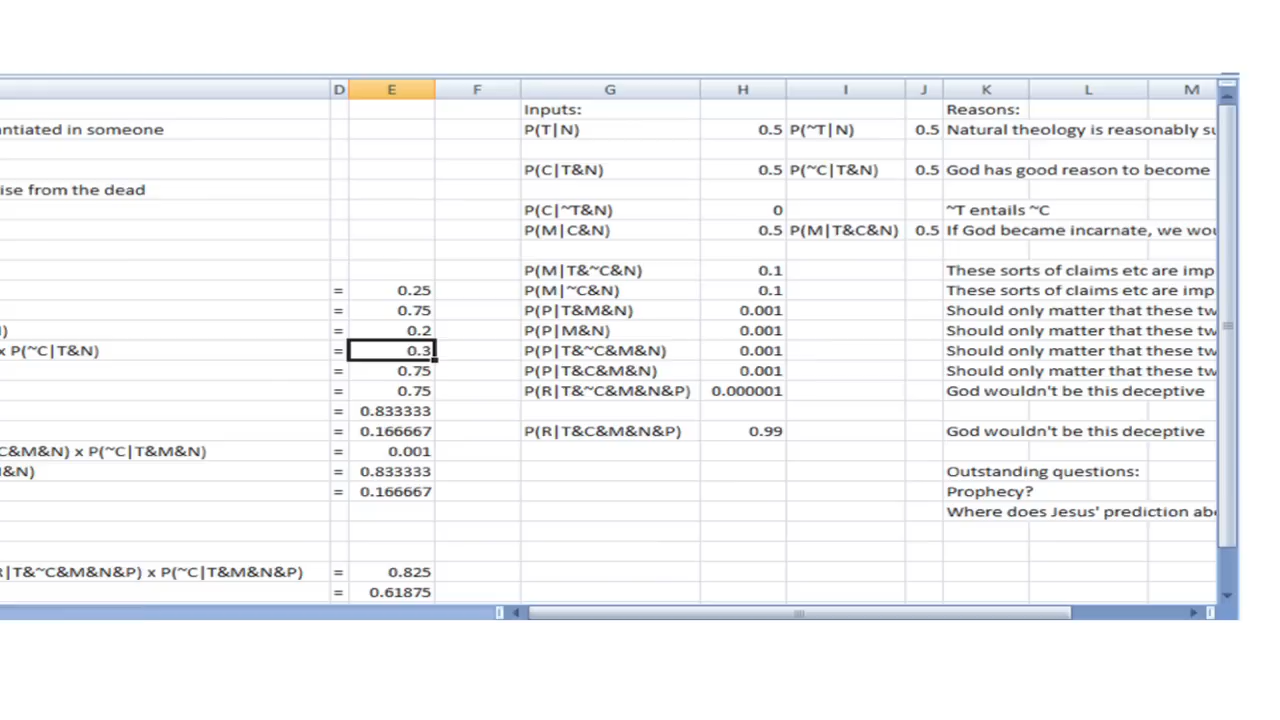 D E F G H I J K L M
Inputs: Reasons:
antiated in someone P(T|N) 0.5 P(~T|N) 0.5 Natural theology is reasonably su
P(C|T&N) 0.5 P(~C|T&N) 0.5 God has good reason to become
ise from the dead
P(C|~T&N) 0 ~T entails ~C
P(M|C&N) 0.5 P(M|T&C&N) 0.5 If God became incarnate, we wou
P(M|T&~C&N) 0.1 These sorts of claims etc are imp
= 0.25 P(M|~C&N) 0.1 These sorts of claims etc are imp
= 0.75 P(P|T&M&N) 0.001 Should only matter that these tw
) = 0.2 P(P|M&N) 0.001 Should only matter that these tw
x P(~C|T&N) = 0.3 P(P|T&~C&M&N) 0.001 Should only matter that these tw
= 0.75 P(P|T&C&M&N) 0.001 Should only matter that these tw
= 0.75 P(R|T&~C&M&N&P) 0.000001 God wouldn't be this deceptive
= 0.833333
= 0.166667 P(R|T&C&M&N&P) 0.99 God wouldn't be this deceptive
C&M&N) x P(~C|T&M&N) = 0.001
&N) = 0.833333 Outstanding questions:
= 0.166667 Prophecy?
Where does Jesus' prediction abo
R|T&~C&M&N&P) x P(~C|T&M&N&P) = 0.825
= 0.61875